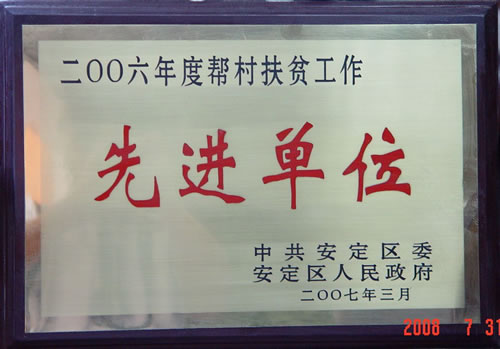 二〇〇六年度帮村扶贫工作
先进单位
中共安定区委
安定区人民政府
二〇〇七年三月
2008 7 31